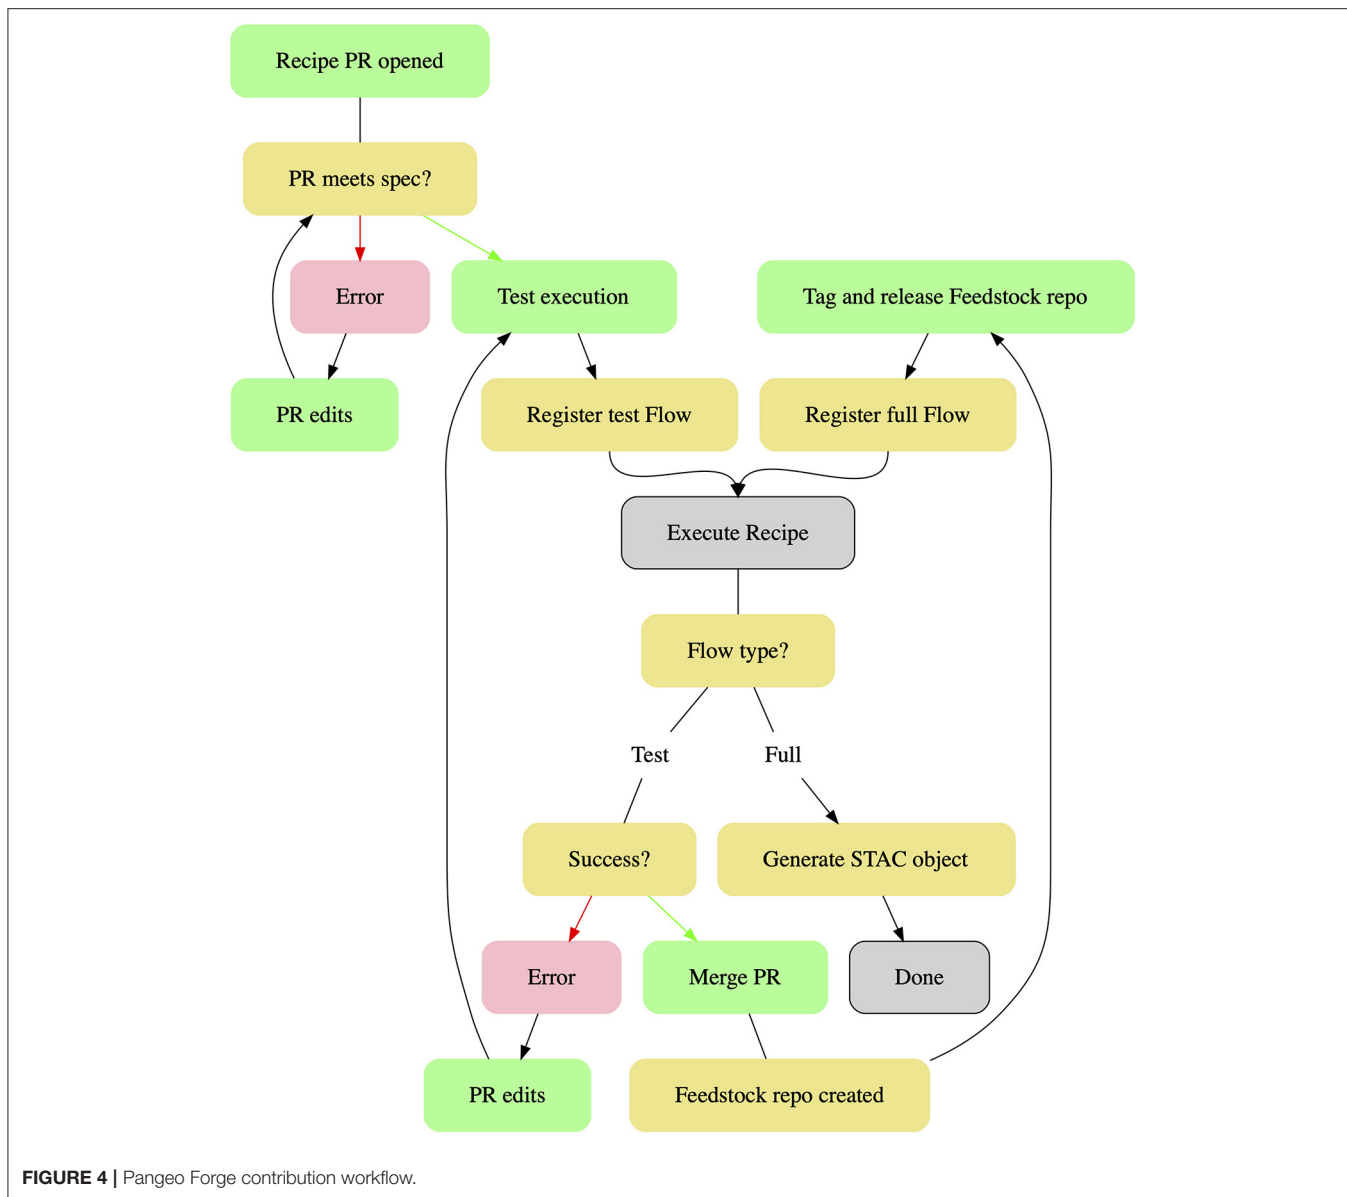 Recipe PR opened
PR meets spec?
Error
Test execution
Tag and release Feedstock repo
PR edits
Register test Flow
Register full Flow
Execute Recipe
Flow type?
Test
Full
Success?
Generate STAC object
Error
Merge PR
Done
PR edits
Feedstock repo created
FIGURE 4 | Pangeo Forge contribution workflow.